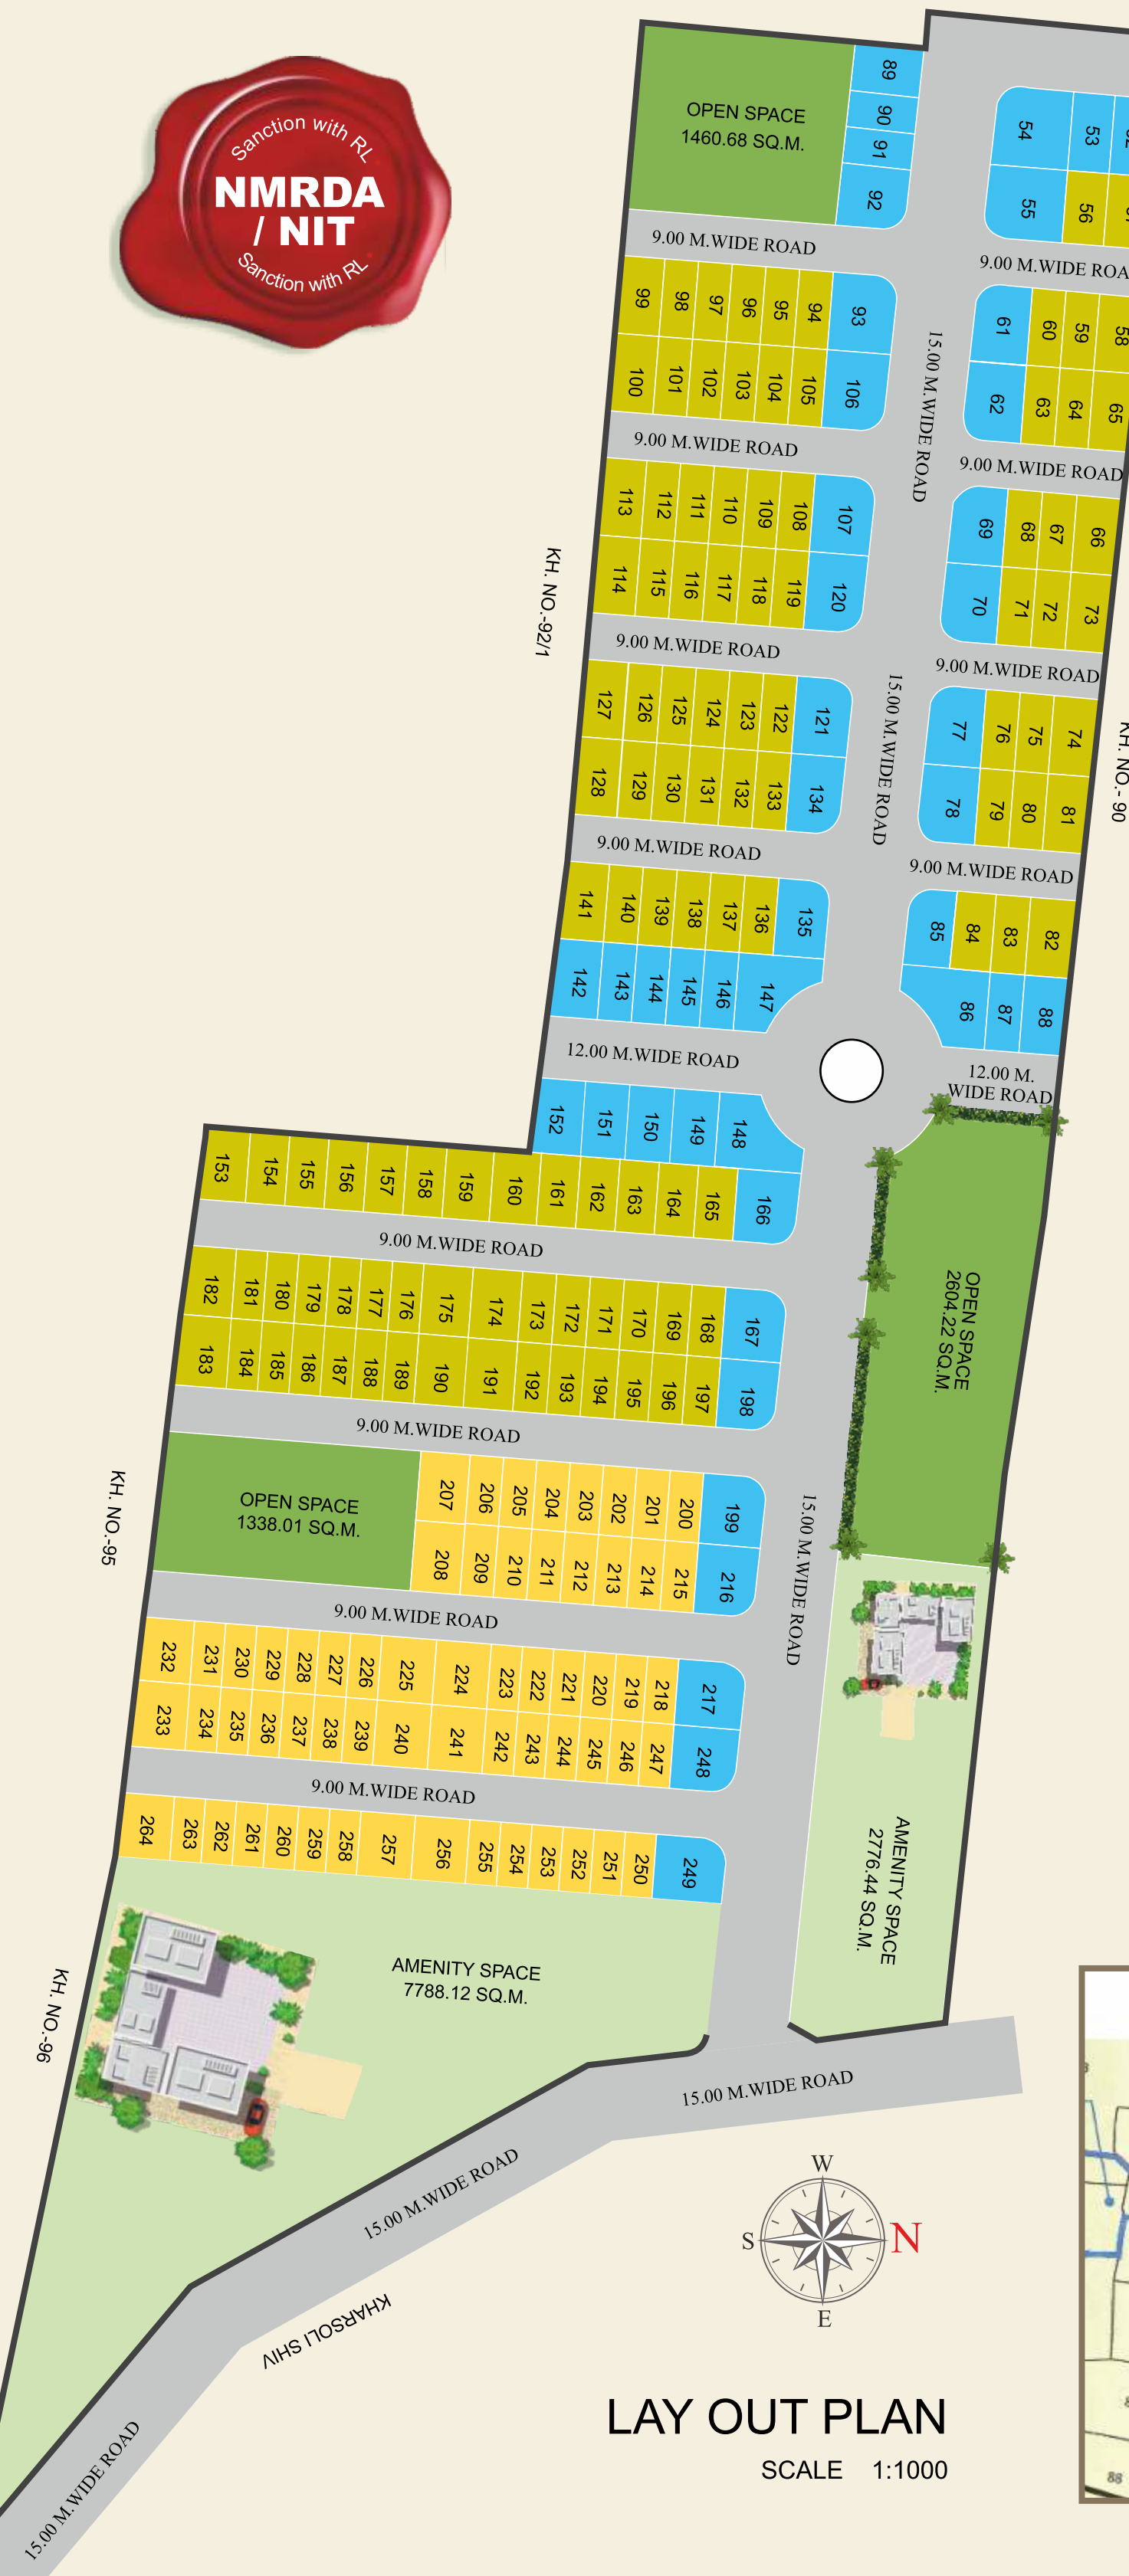 Sanction with RL
NMRDA
/ NIT
Sanction with RL
OPEN SPACE
1460.68 SQ.M.
89
90
91
92
54
53
55
56
9.00 M.WIDE ROAD
9.00 M.WIDE ROA
99 98 97 96 95 94 93
100 101 102 103 104 105 106
61 60 59 58
62 63 64 65
15.00 M.WIDE ROAD
9.00 M.WIDE ROAD
9.00 M.WIDE ROAD
113 112 111 110 109 108 107
114 115 116 117 118 119 120
69 68 67 66
70 71 72 73
KH. NO.-92/1
9.00 M.WIDE ROAD
9.00 M.WIDE ROAD
127 126 125 124 123 122 121
128 129 130 131 132 133 134
15.00 M.WIDE ROAD
77 76 75 74
78 79 80 81
KH. NO.- 90
9.00 M.WIDE ROAD
9.00 M.WIDE ROAD
141 140 139 138 137 136 135
142 143 144 145 146 147
85 84 83 82
86 87 88
12.00 M.WIDE ROAD
12.00 M.
WIDE ROAD
152 151 150 149 148
153 154 155 156 157 158 159 160 161 162 163 164 165 166
9.00 M.WIDE ROAD
182 181 180 179 178 177 176 175 174 173 172 171 170 169 168 167
183 184 185 186 187 188 189 190 191 192 193 194 195 196 197 198
OPEN SPACE
2604.22 SQ.M.
9.00 M.WIDE ROAD
KH. NO.-95
OPEN SPACE
1338.01 SQ.M.
207 206 205 204 203 202 201 200 199
208 209 210 211 212 213 214 215 216
15.00 M.WIDE ROAD
9.00 M.WIDE ROAD
232 231 230 229 228 227 226 225 224 223 222 221 220 219 218 217
233 234 235 236 237 238 239 240 241 242 243 244 245 246 247 248
9.00 M.WIDE ROAD
264 263 262 261 260 259 258 257 256 255 254 253 252 251 250 249
AMENITY SPACE
2776.44 SQ.M.
AMENITY SPACE
7788.12 SQ.M.
KH. NO.-96
15.00 M.WIDE ROAD
15.00 M.WIDE ROAD
KHARSOLI SHIV
15.00 M.WIDE ROAD
W
S
N
E
LAY OUT PLAN
SCALE 1:1000
88